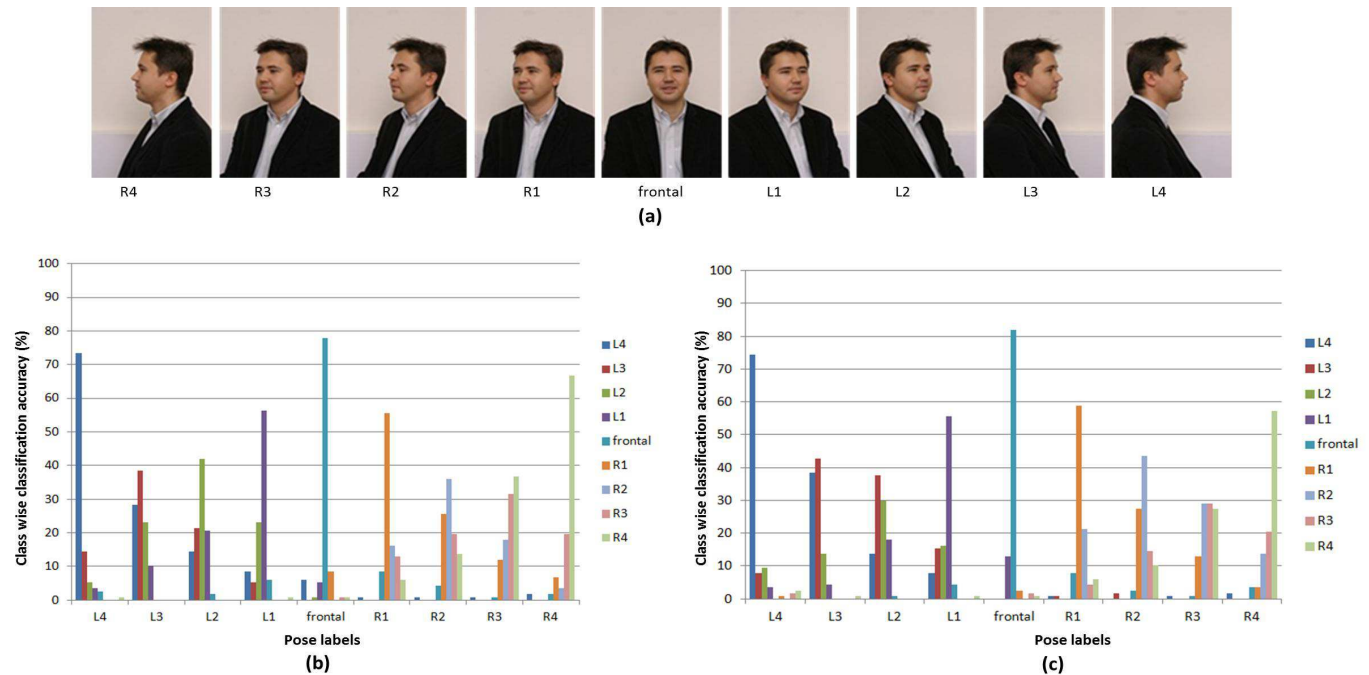 R4 R3 R2 R1 frontal L1 L2 L3 L4
(a)
100
90
80
70
60
50
40
30
20
10
0
Class wise classification accuracy (%)
L4 L3 L2 L1 frontal R1 R2 R3 R4
Pose labels
L4
L3
L2
L1
frontal
R1
R2
R3
R4
(b)
100
90
80
70
60
50
40
30
20
10
0
Class wise classification accuracy (%)
L4 L3 L2 L1 frontal R1 R2 R3 R4
Pose labels
L4
L3
L2
L1
frontal
R1
R2
R3
R4
(c)